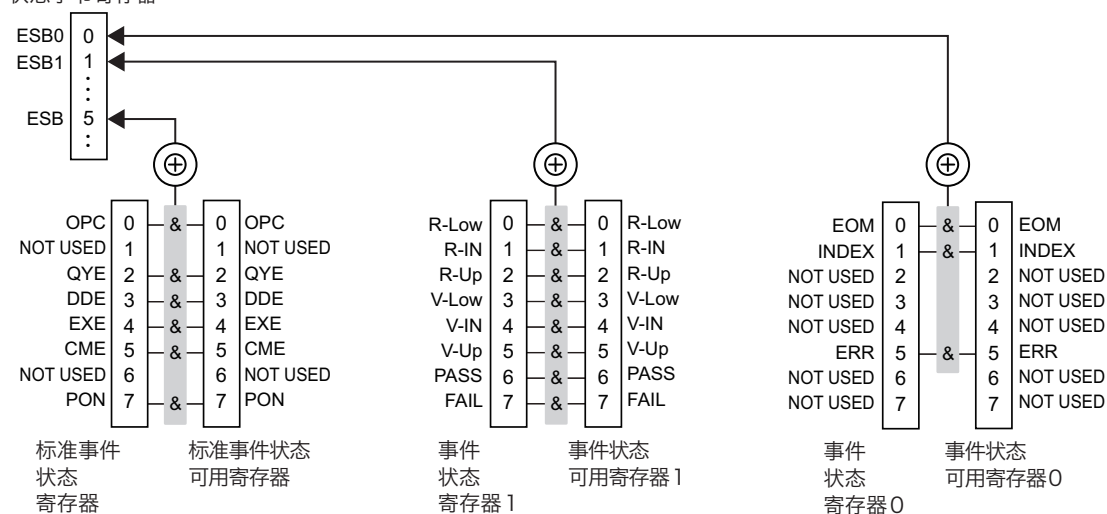 ESB0 0
ESB1 1
ESB 5
OPC 0 & 0 OPC
NOT USED 1 1 NOT USED
QYE 2 & 2 QYE
DDE 3 & 3 DDE
EXE 4 & 4 EXE
CME 5 & 5 CME
NOT USED 6 6 NOT USED
PON 7 & 7 PON
标准事件
状态
寄存器
标准事件状态
可用寄存器
R-Low 0 & 0 R-Low
R-IN 1 & 1 R-IN
R-Up 2 & 2 R-Up
V-Low 3 & 3 V-Low
V-IN 4 & 4 V-IN
V-Up 5 & 5 V-Up
PASS 6 & 6 PASS
FAIL 7 & 7 FAIL
事件
状态
寄存器1
事件状态
可用寄存器1
EOM 0 & 0 EOM
INDEX 1 & 1 INDEX
NOT USED 2 2 NOT USED
NOT USED 3 3 NOT USED
NOT USED 4 4 NOT USED
ERR 5 & 5 ERR
NOT USED 6 6 NOT USED
NOT USED 7 7 NOT USED
事件
状态
寄存器0
事件状态
可用寄存器0